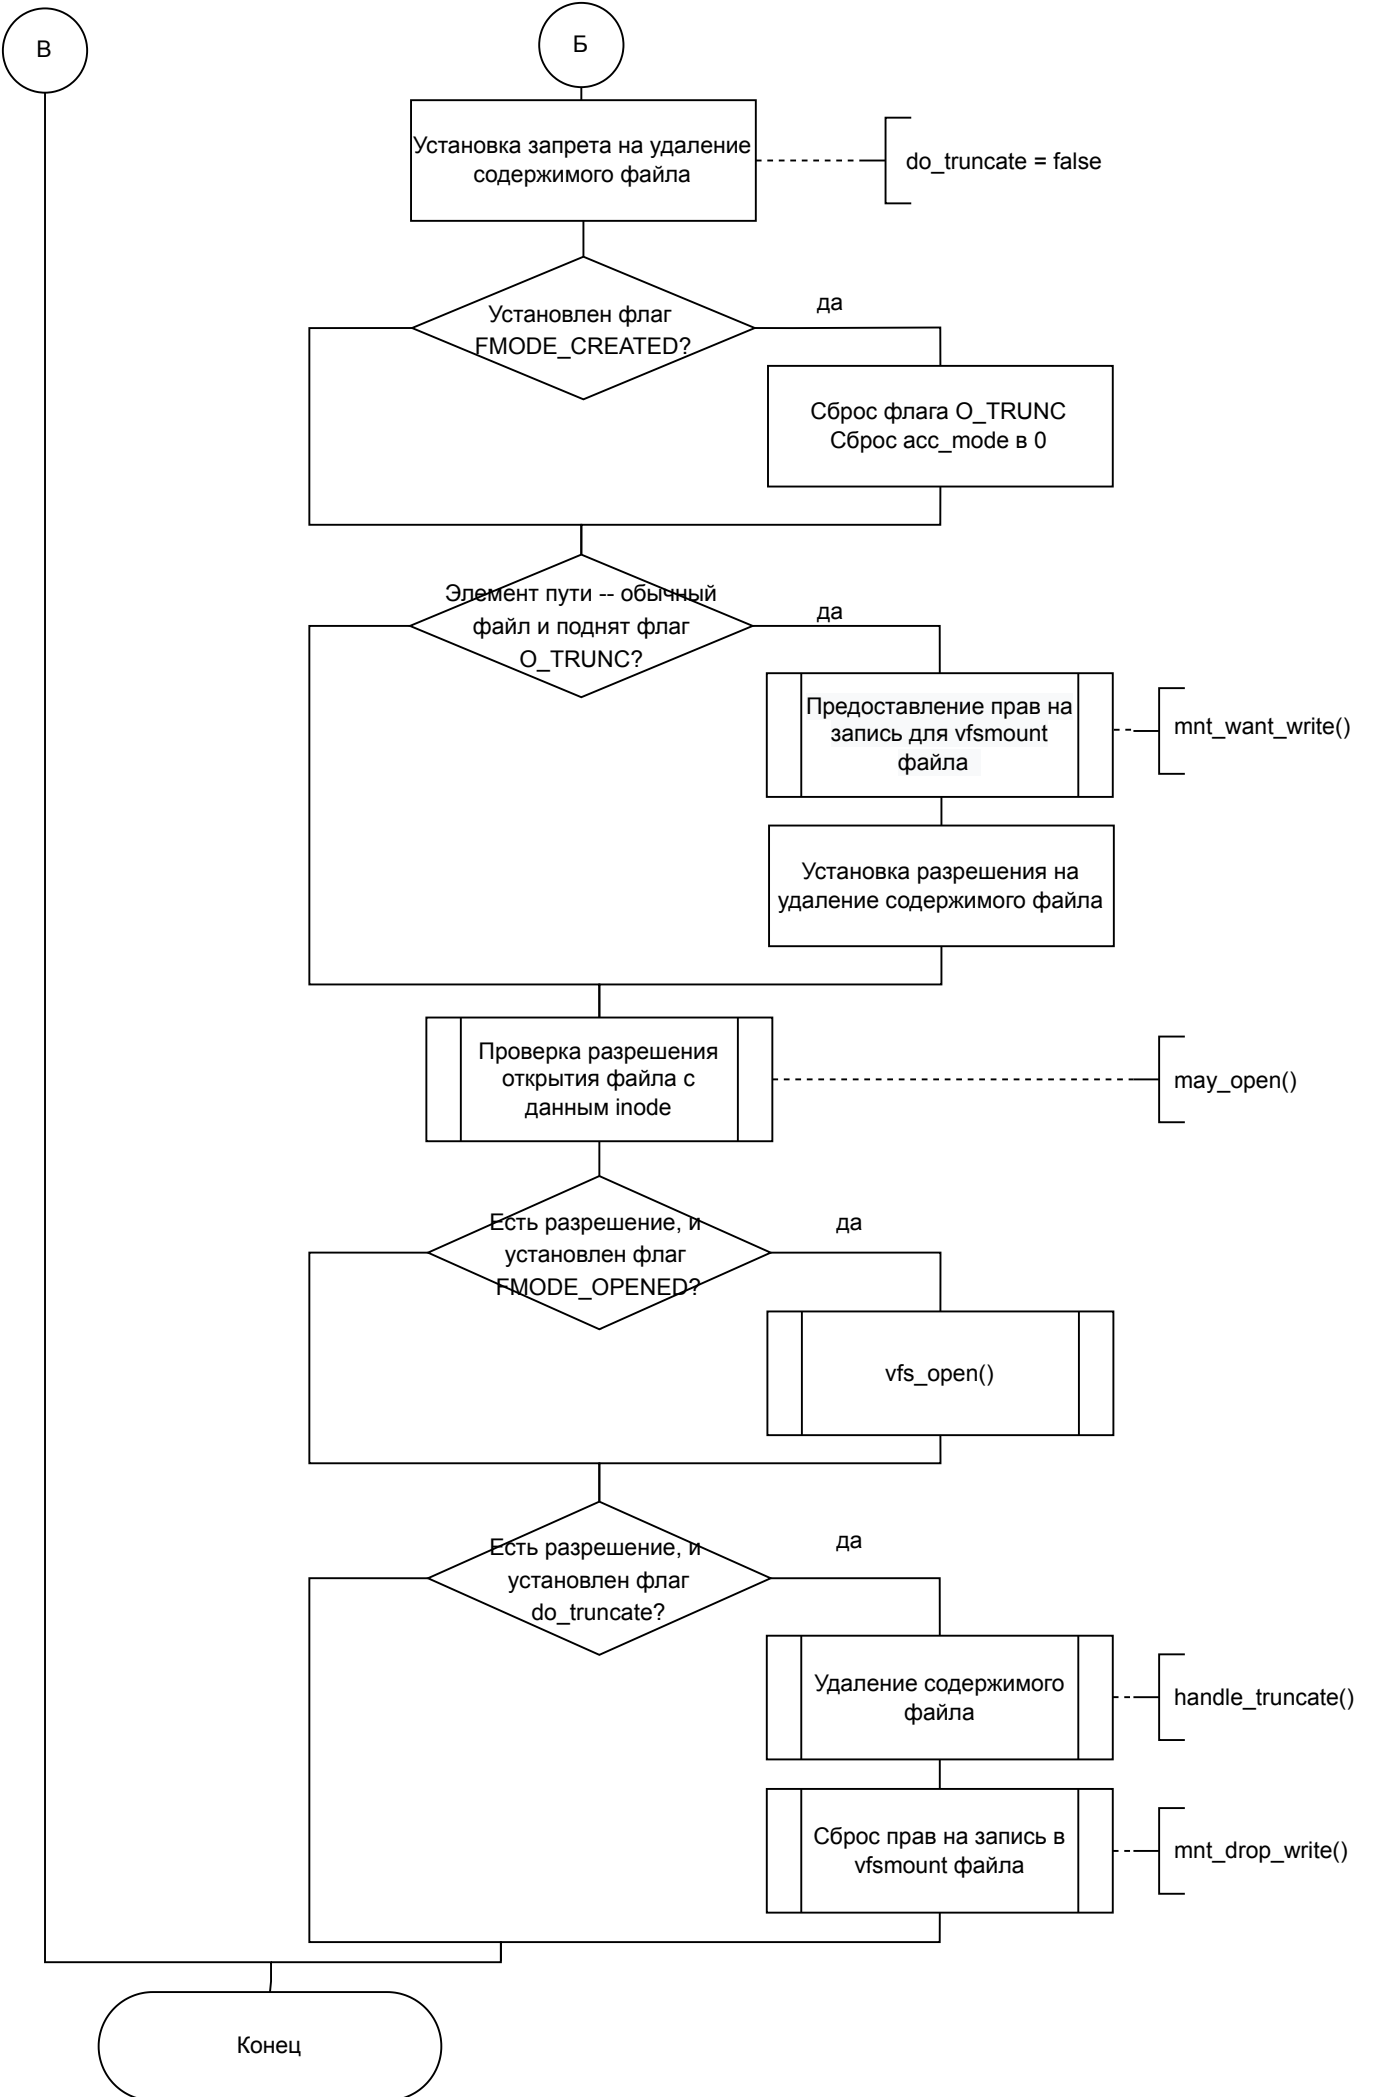 В
Б
Установка запрета на удаление
содержимого файла
do_truncate = false
Установлен флаг
FMODE_CREATED?
да
Сброс флага O_TRUNC
Сброс acc_mode в 0
Элемент пути -- обычный
файл и поднят флаг
O_TRUNC?
да
Предоставление прав на
запись для vfsmount
файла
mnt_want_write()
Установка разрешения на
удаление содержимого файла
Проверка разрешения
открытия файла с
данным inode
may_open()
Есть разрешение, и
установлен флаг
FMODE_OPENED?
да
vfs_open()
Есть разрешение, и
установлен флаг
do_truncate?
да
Удаление содержимого
файла
handle_truncate()
Сброс прав на запись в
vfsmount файла
mnt_drop_write()
Конец